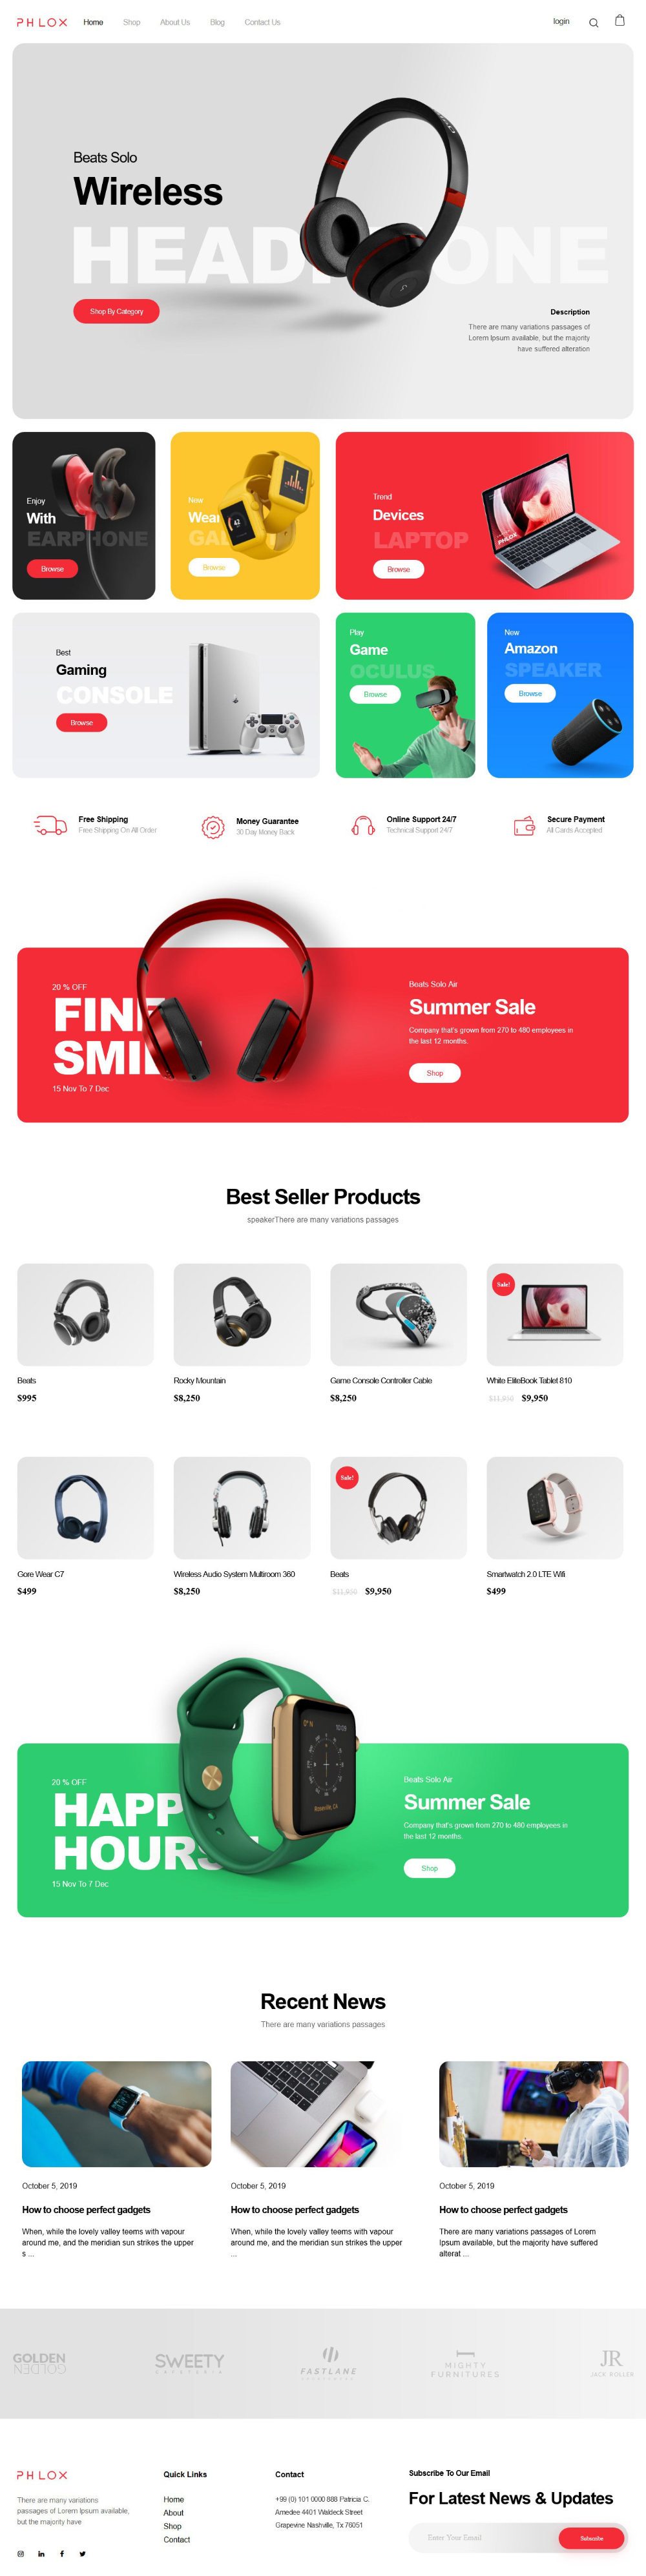 PHLOX Home Shop About Us Blog Contact Us login
Beats Solo
Wireless
Shop By Category
Description
There are many variations passages of
Lorem Ipsum available, but the majority
have suffered alteration
Enjoy
With
EARPHONE
Browse
New
Browse
Trend
Devices
LAPTOP
Browse
PHLOX
Best
Gaming
CONSOLE
Browse
Play
Game
OCULUS
Browse
New
Amazon
SPEAKER
Browse
Free Shipping
Free Shipping On All Order
Money Guarantee
30 Day Money Back
Online Support 24/7
Technical Support 24/7
Secure Payment
All Cards Accepted
20 % OFF
FINE
SMILE
15 Nov To 7 Dec
Beats Solo Air
Summer Sale
Company that's grown from 270 to 480 employees in
the last 12 months.
Shop
Best Seller Products
speakerThere are many variations passages
Beats
$995
Rocky Mountain
$8,250
Game Console Controller Cable
$8,250
Sale!
White EliteBook Tablet 810
$11,950 $9,950
Gore Wear C7
$499
Wireless Audio System Multiroom 360
$8,250
Sale!
Beats
$11,950 $9,950
Smartwatch 2.0 LTE Wifi
$499
20 % OFF
HAPPY
HOURS
15 Nov To 7 Dec
Beats Solo Air
Summer Sale
Company that's grown from 270 to 480 employees in
the last 12 months.
Shop
Recent News
There are many variations passages
October 5, 2019
How to choose perfect gadgets
When, while the lovely valley teems with vapour
around me, and the meridian sun strikes the upper
s ...
October 5, 2019
How to choose perfect gadgets
When, while the lovely valley teems with vapour
around me, and the meridian sun strikes the upper
...
October 5, 2019
How to choose perfect gadgets
There are many variations passages of Lorem
Ipsum available, but the majority have suffered
alterat ...
GOLDEN
GOLDEN
SWEETY
FASTLANE
MIGHTY
FURNITURES
JR
JACK ROLLER
PHLOX
There are many variations
passages of Lorem Ipsum available,
but the majority have
Quick Links
Home
About
Shop
Contact
Contact
+99 (0) 101 0000 888 Patricia C.
Amedee 4401 Waldeck Street
Grapevine Nashville, Tx 76051
Subscribe To Our Email
For Latest News & Updates
Enter Your Email
Subscribe